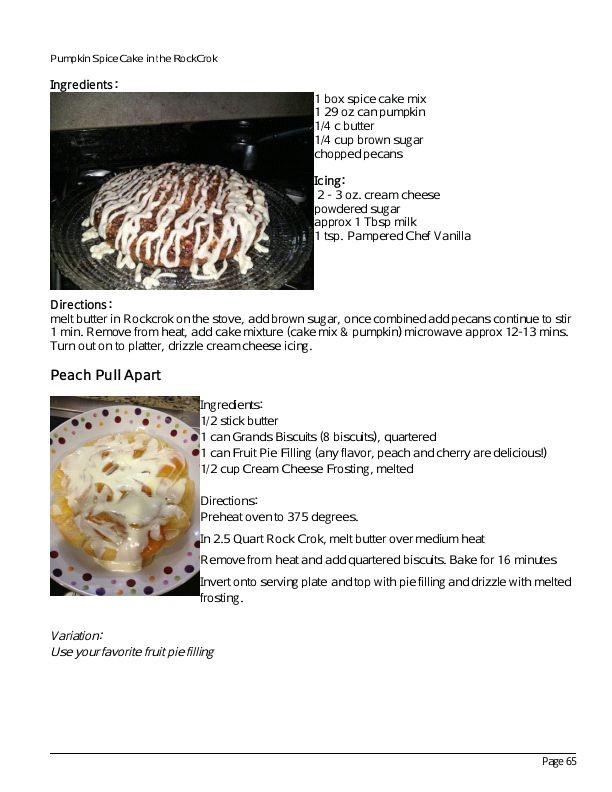 Pumpkin Spice Cake in the RockCrok
Ingredients:
1 box spice cake mix
1 29 oz can pumpkin
1/4 c butter
1/4 cup brown sugar
chopped pecans
Icing:
2 - 3 oz. cream cheese
powdered sugar
approx 1 Tbsp milk
1 tsp. Pampered Chef Vanilla
Directions:
melt butter in Rockcrok on the stove, add brown sugar, once combined add pecans continue to stir
1 min. Remove from heat, add cake mixture (cake mix & pumpkin) microwave approx 12-13 mins.
Turn out on to platter, drizzle cream cheese icing.
Peach Pull Apart
Ingredients:
1/2 stick butter
1 can Grands Biscuits (8 biscuits), quartered
1 can Fruit Pie Filling (any flavor, peach and cherry are delicious!)
1/2 cup Cream Cheese Frosting, melted
Directions:
Preheat oven to 375 degrees.
In 2.5 Quart Rock Crok, melt butter over medium heat
Remove from heat and add quartered biscuits. Bake for 16 minutes
Invert onto serving plate and top with pie filling and drizzle with melted
frosting.
Variation:
Use your favorite fruit pie filling
Page 65